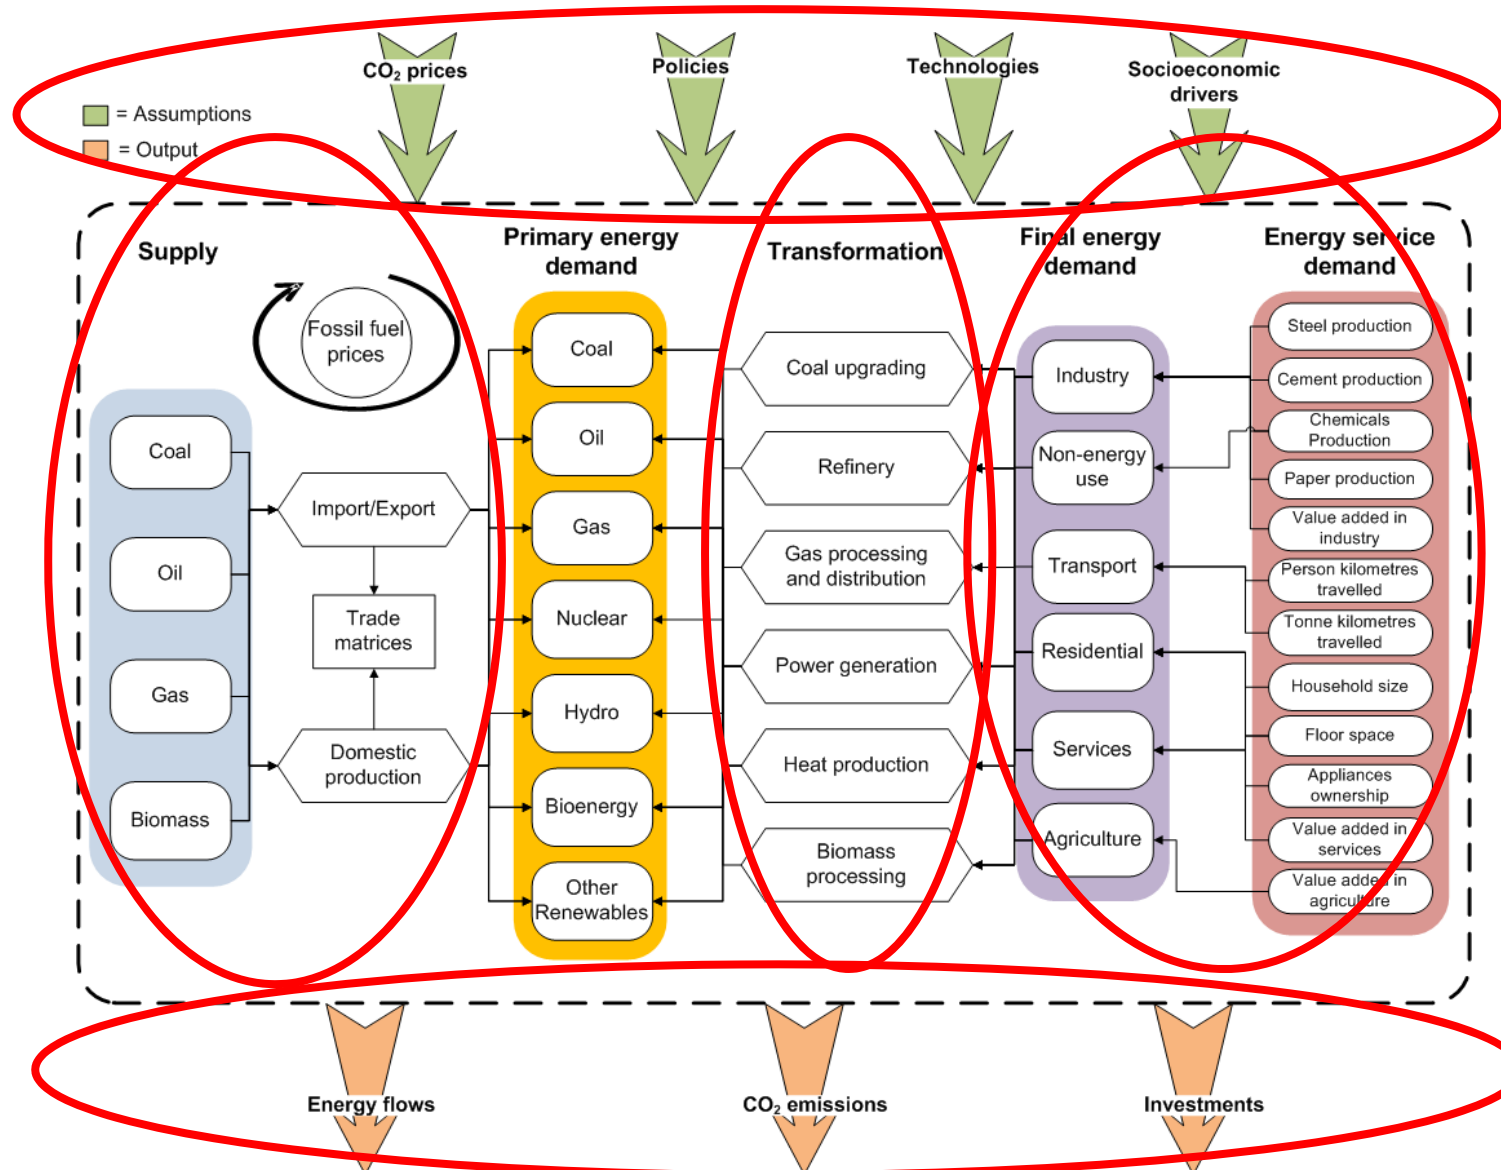 CO₂ prices
Policies
Technologies
Socioeconomic
drivers
= Assumptions
= Output
Supply
Primary energy
demand
Transformation
Final energy
demand
Energy service
demand
Fossil fuel
prices
Coal
Oil
Gas
Biomass
Import/Export
Trade
matrices
Domestic
production
Coal
Oil
Gas
Nuclear
Hydro
Bioenergy
Other
Renewables
Coal upgrading
Refinery
Gas processing
and distribution
Power generation
Heat production
Biomass
processing
Industry
Non-energy
use
Transport
Residential
Services
Agriculture
Steel production
Cement production
Chemicals
Production
Paper production
Value added in
industry
Person kilometres
travelled
Tonne kilometres
travelled
Household size
Floor space
Appliances
ownership
Value added in
services
Value added in
agriculture
Energy flows
CO₂ emissions
Investments